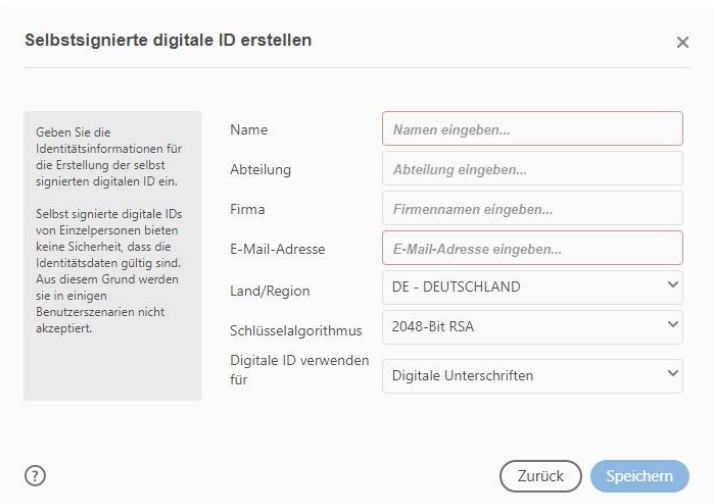 Selbstsignierte digitale ID erstellen
Geben Sie die
Identitätsinformationen für
die Erstellung der selbst
signierten digitalen ID ein.
Selbst signierte digitale IDs
von Einzelpersonen bieten
keine Sicherheit, dass die
Identitätsdaten gültig sind.
Aus diesem Grund werden
sie in einigen
Benutzerszenarien nicht
akzeptiert.
Name
Namen eingeben...
Abteilung
Abteilung eingeben...
Firma
Firmennamen eingeben...
E-Mail-Adresse
E-Mail-Adresse eingeben...
Land/Region
DE - DEUTSCHLAND
Schlüsselalgorithmus
2048-Bit RSA
Digitale ID verwenden
für
Digitale Unterschriften
?
Zurück
Speichern